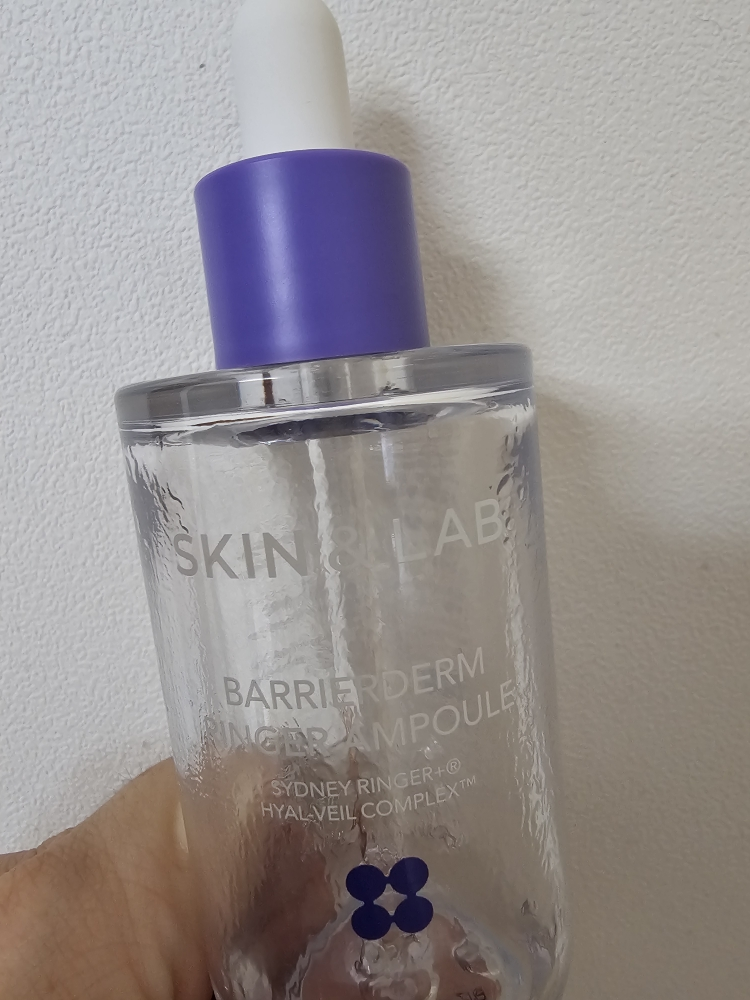 SKIN & LAB
BARRIERDERM
RINGER AMPOULE
SYDNEY RINGER+®
HYAL-VEIL COMPLEX™